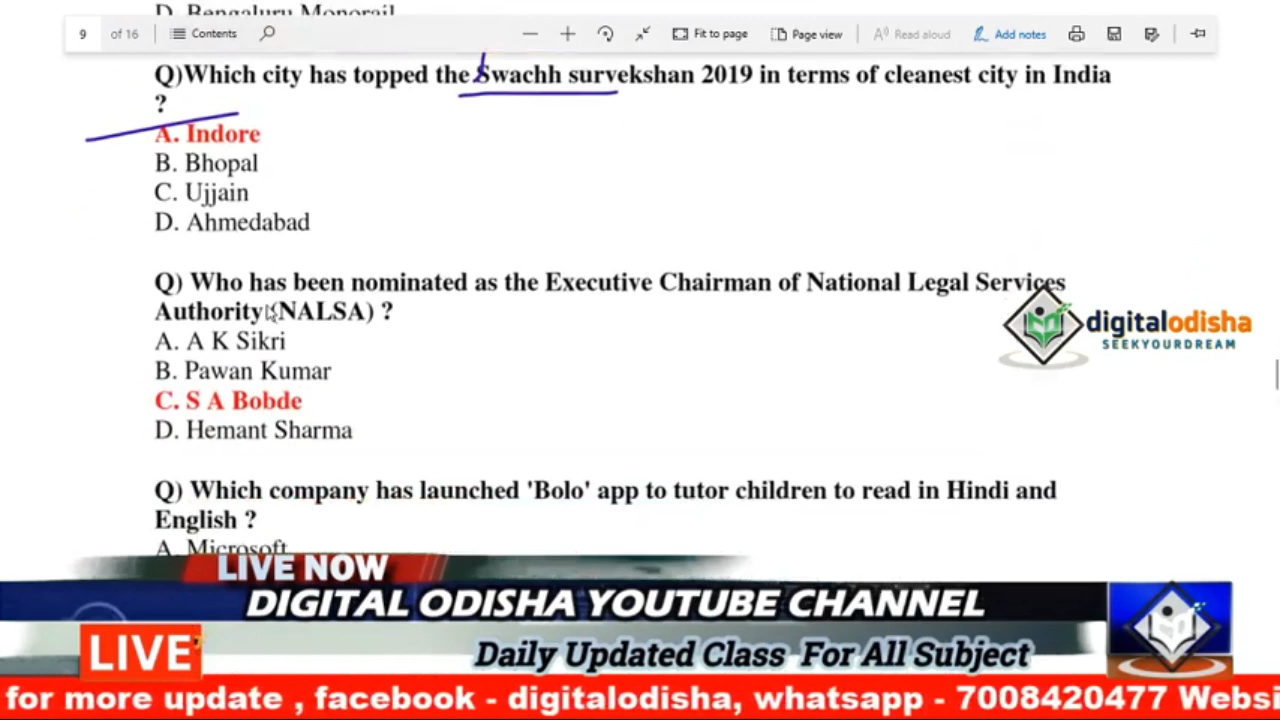 D. Bengaluru Monorail
9 of 16 Contents Fit to page Page view Read aloud Add notes
Q)Which city has topped the Swachh survekshan 2019 in terms of cleanest city in India
?
A. Indore
B. Bhopal
C. Ujjain
D. Ahmedabad
Q) Who has been nominated as the Executive Chairman of National Legal Services
Authority(NALSA) ?
A. A K Sikri
B. Pawan Kumar
C. S A Bobde
D. Hemant Sharma
digitalodisha
SEEKYOURDREAM
Q) Which company has launched 'Bolo' app to tutor children to read in Hindi and
English ?
A. Microsoft
LIVE NOW
DIGITAL ODISHA YOUTUBE CHANNEL
LIVE
Daily Updated Class For All Subject
for more update , facebook - digitalodisha, whatsapp - 7008420477 Websi